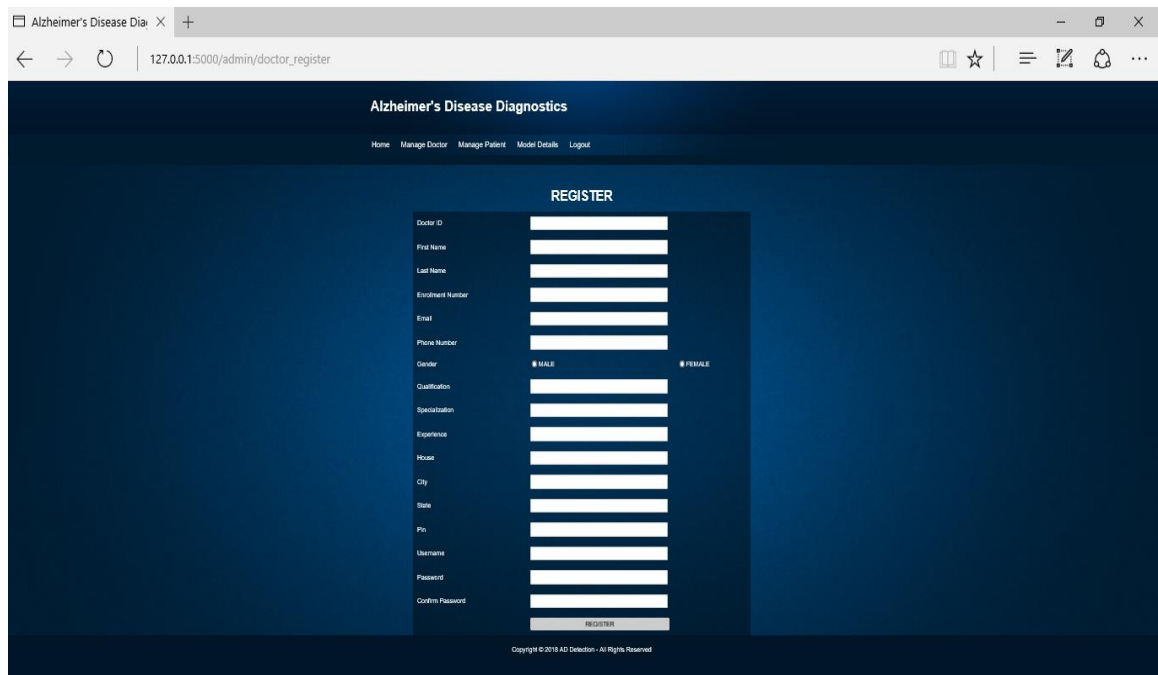 Alzheimer's Disease Dia
127.0.0.1:5000/admin/doctor_register
Alzheimer's Disease Diagnostics
Home Manage Doctor Manage Patient Model Details Logout
REGISTER
Doctor ID
First Name
Last Name
Enrollment Number
Email
Phone Number
Gender MALE FEMALE
Qualification
Specialization
Experience
House
City
State
Pin
Username
Password
Confirm Password
REGISTER
Copyright © 2018 AD Detection - All Rights Reserved